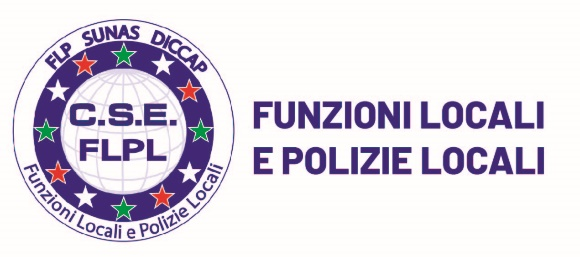 FLP SUNAS DICCAP
C.S.E.
FLPL
Funzioni Locali e Polizie Locali
FUNZIONI LOCALI
E POLIZIE LOCALI